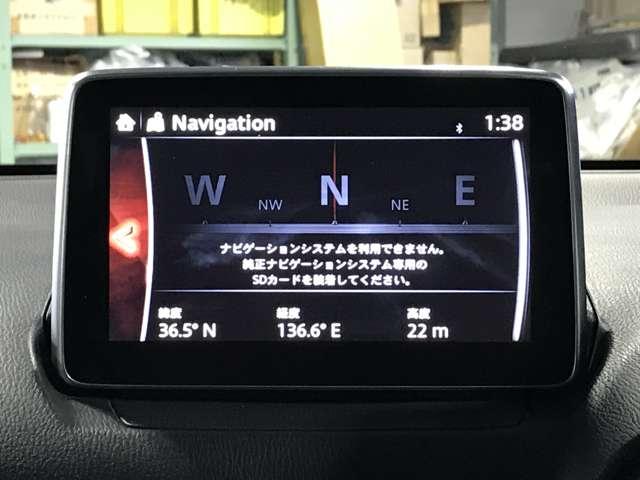 Navigation 1:38
W NW N NE E
ナビゲーションシステムを利用できません。
純正ナビゲーションシステム専用の
SDカードを装着してください。
緯度 経度 高度
36.5° N 136.6° E 22 m